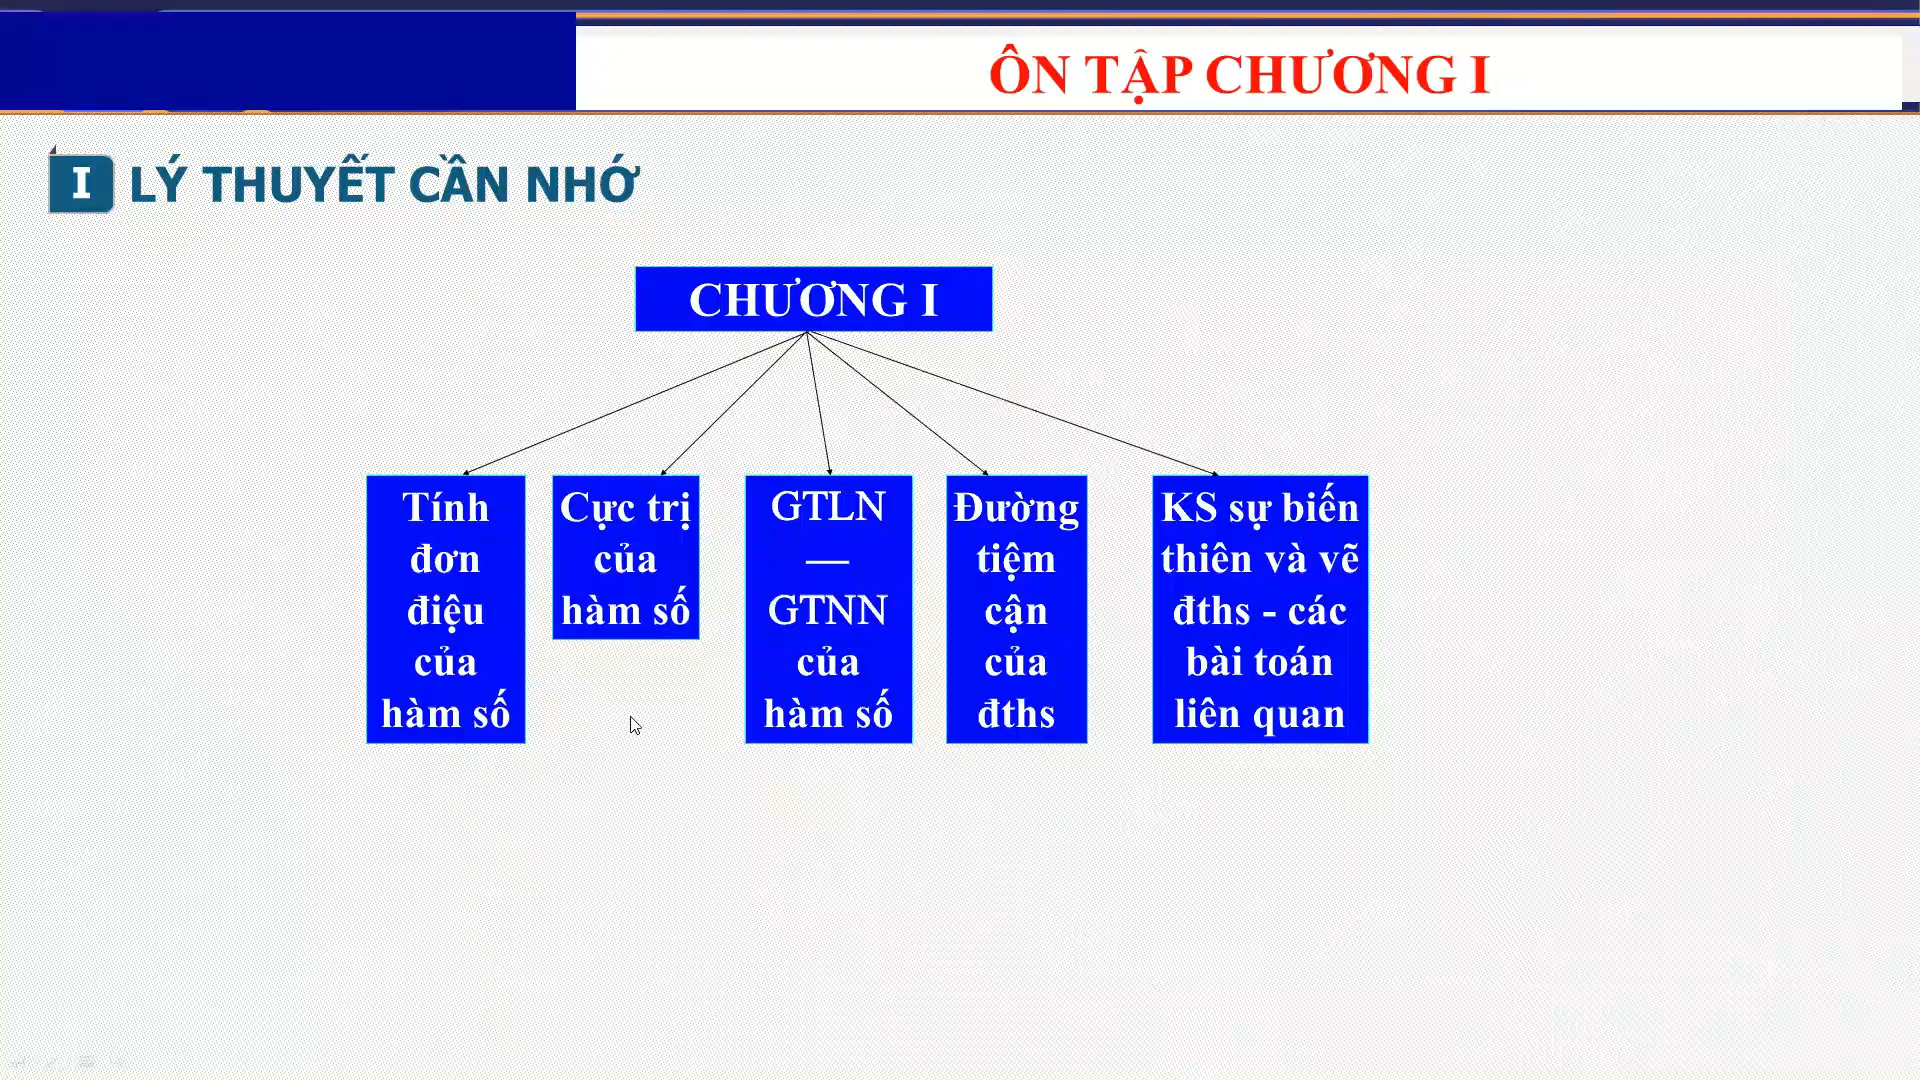 ÔN TẬP CHƯƠNG I
I LÝ THUYẾT CẦN NHỚ
CHƯƠNG I
Tính
đơn
điệu
của
hàm số
Cực trị
của
hàm số
GTLN
—
GTNN
của
hàm số
Đường
tiệm
cận
của
đths
KS sự biến
thiên và vẽ
đths - các
bài toán
liên quan